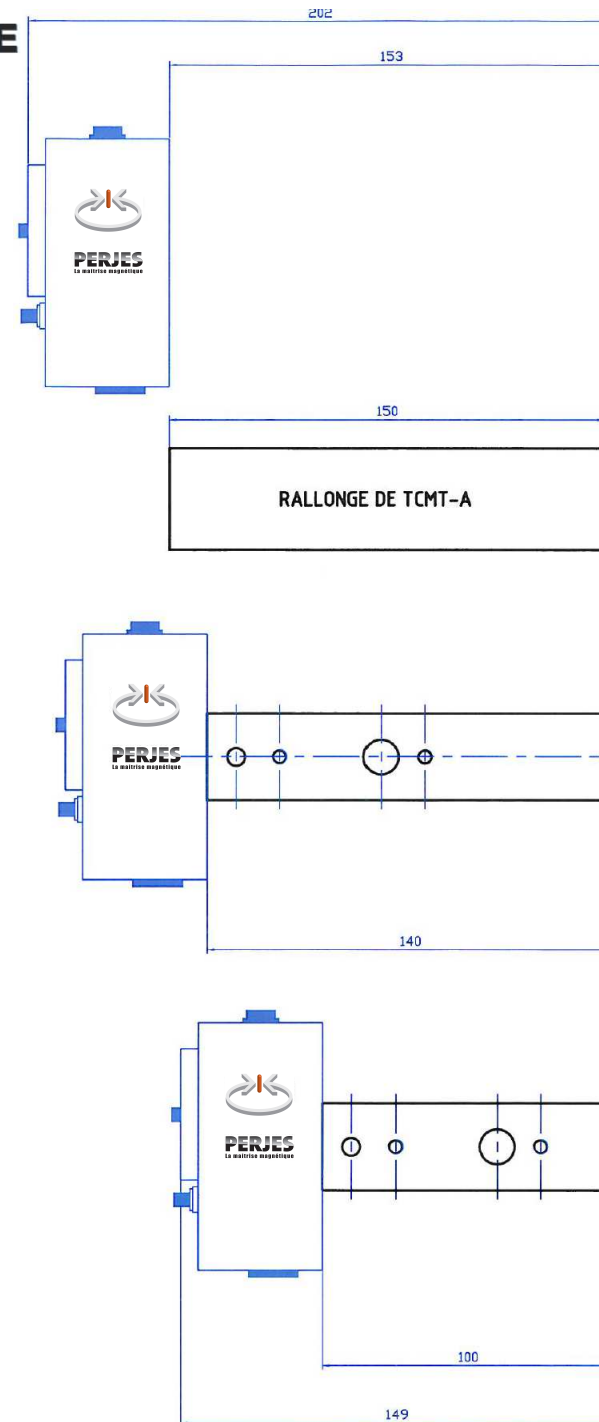 E
202
153
PERJES
La maîtrise magnétique
150
RALLONGE DE TCMT-A
PERJES
La maîtrise magnétique
140
PERJES
La maîtrise magnétique
100
149